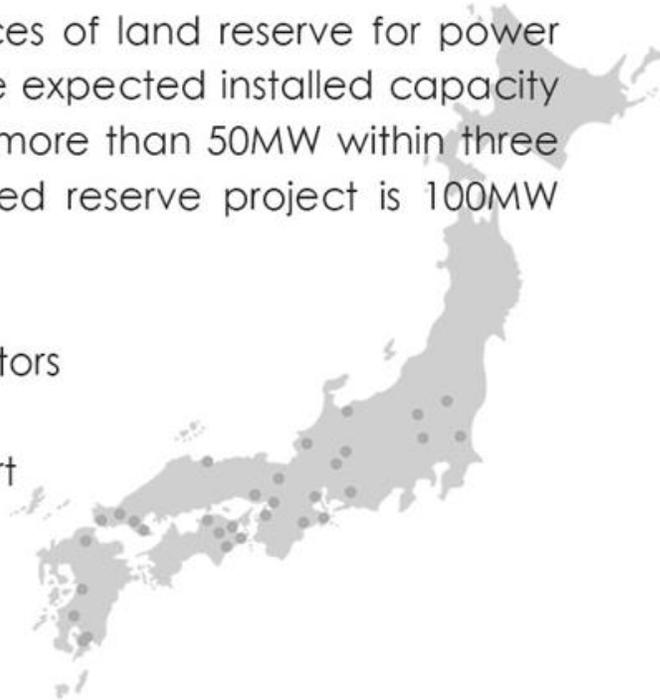 ces of land reserve for power
e expected installed capacity
more than 50MW within three
ed reserve project is 100MW
tors
rt